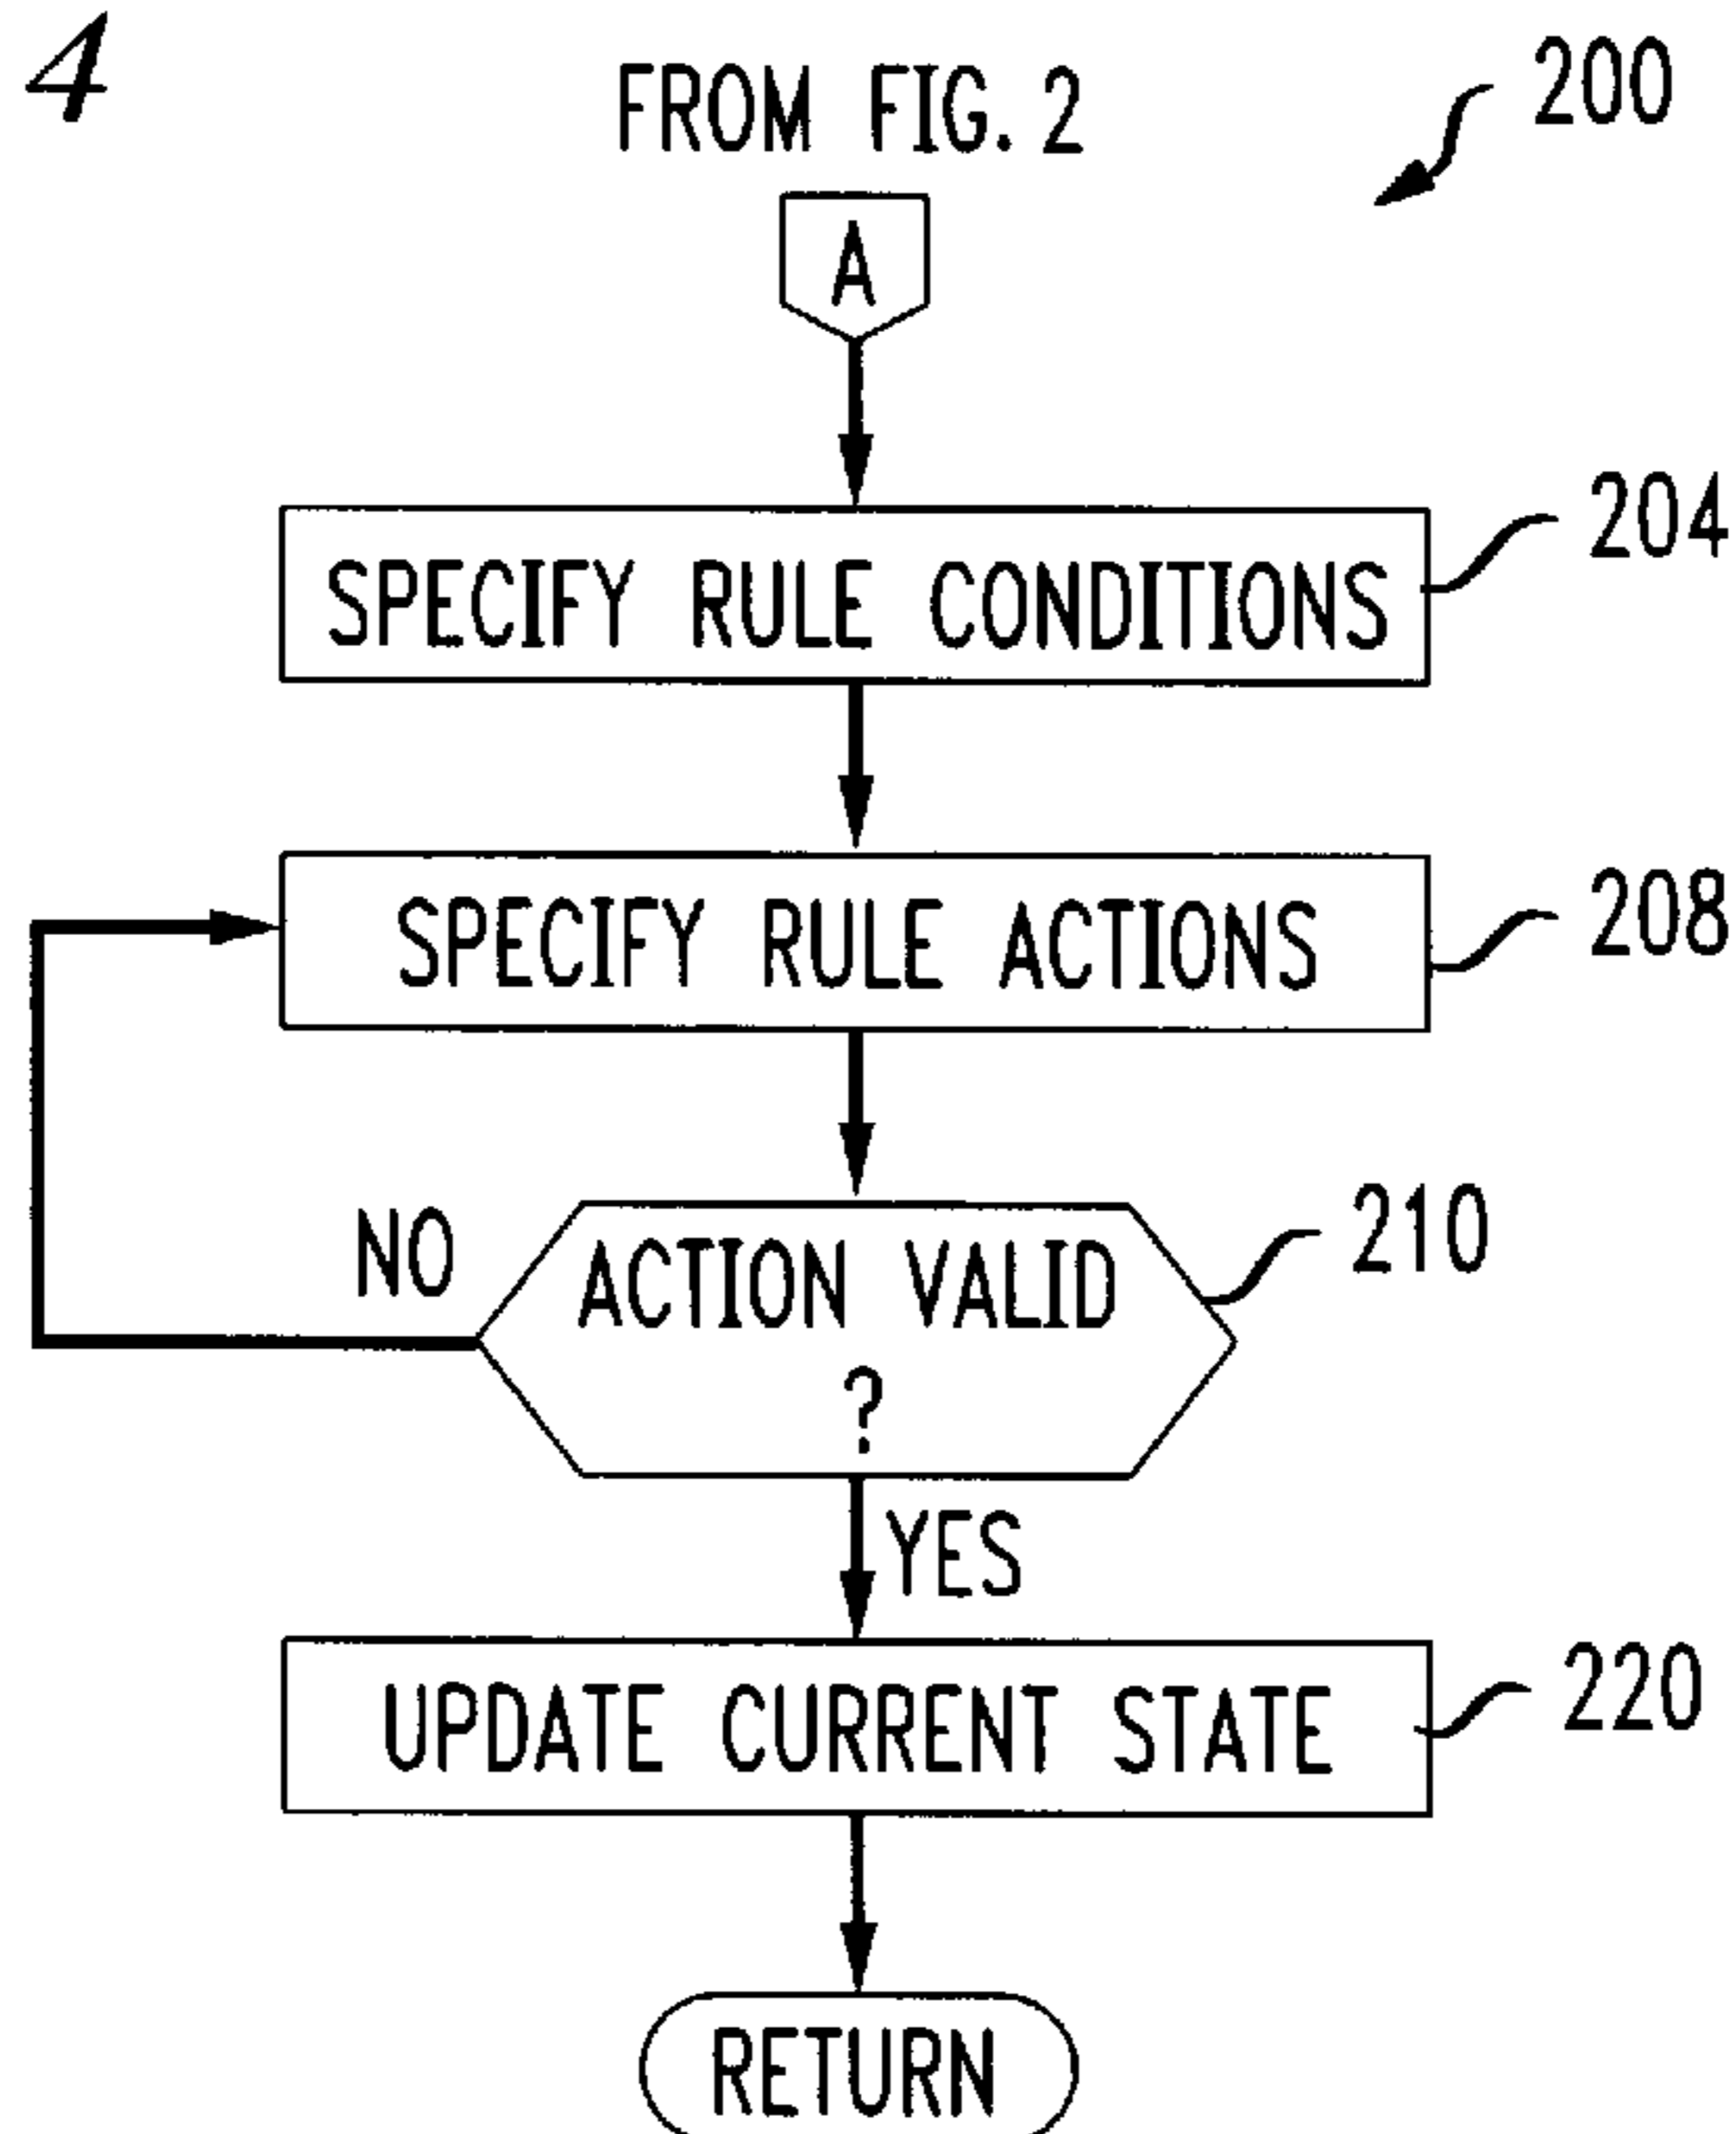 4
FROM FIG. 2
200
A
204
SPECIFY RULE CONDITIONS
208
SPECIFY RULE ACTIONS
210
NO
ACTION VALID
?
YES
220
UPDATE CURRENT STATE
RETURN